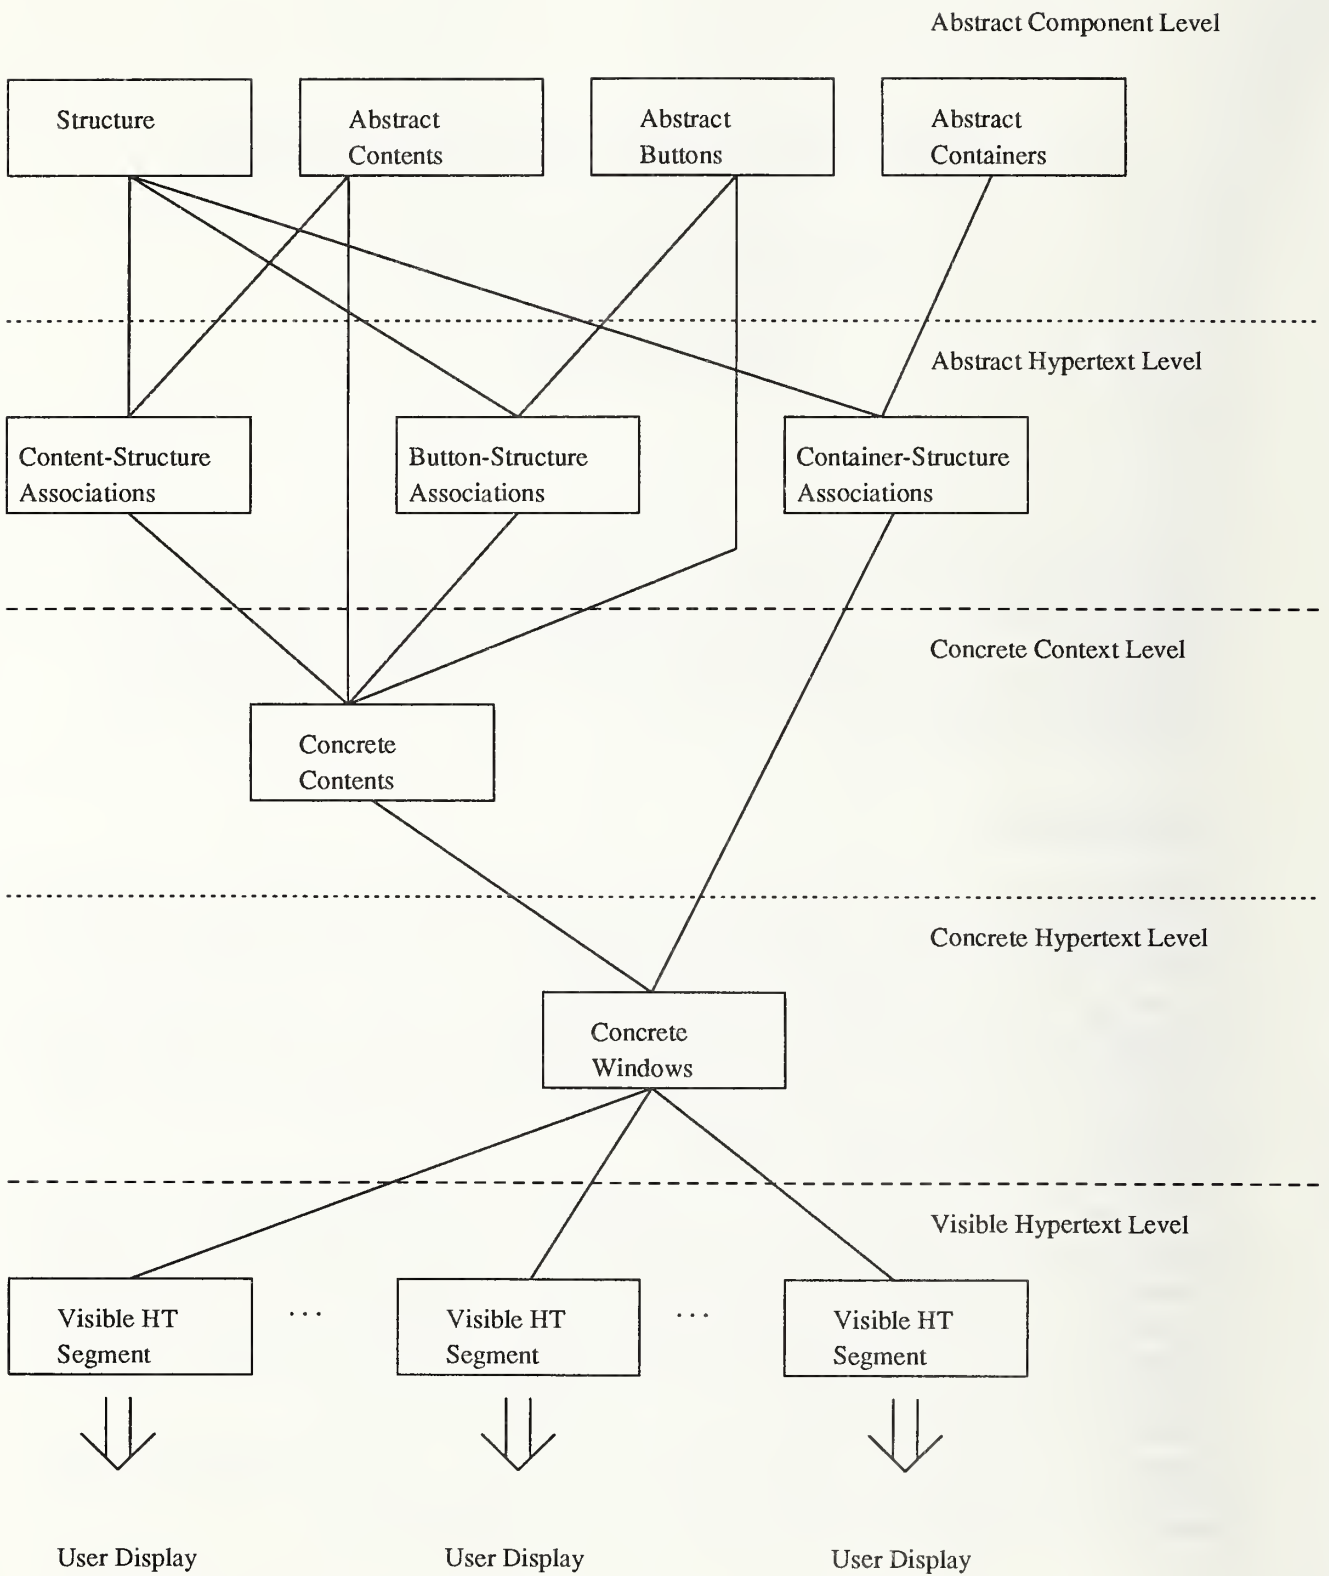 Abstract Component Level
Structure
Abstract
Contents
Abstract
Buttons
Abstract
Containers
Abstract Hypertext Level
Content-Structure
Associations
Button-Structure
Associations
Container-Structure
Associations
Concrete Context Level
Concrete
Contents
Concrete Hypertext Level
Concrete
Windows
Visible Hypertext Level
Visible HT
Segment
...
Visible HT
Segment
...
Visible HT
Segment
User Display
User Display
User Display